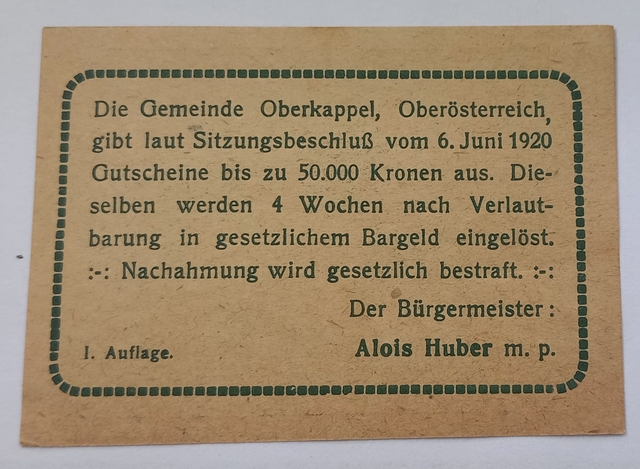 Die Gemeinde Oberkappel, Oberösterreich,
gibt laut Sitzungsbeschluß vom 6. Juni 1920
Gutscheine bis zu 50.000 Kronen aus. Die-
selben werden 4 Wochen nach Verlaut-
barung in gesetzlichem Bargeld eingelöst.
:-: Nachahmung wird gesetzlich bestraft. :-:
Der Bürgermeister:
I. Auflage. Alois Huber m. p.